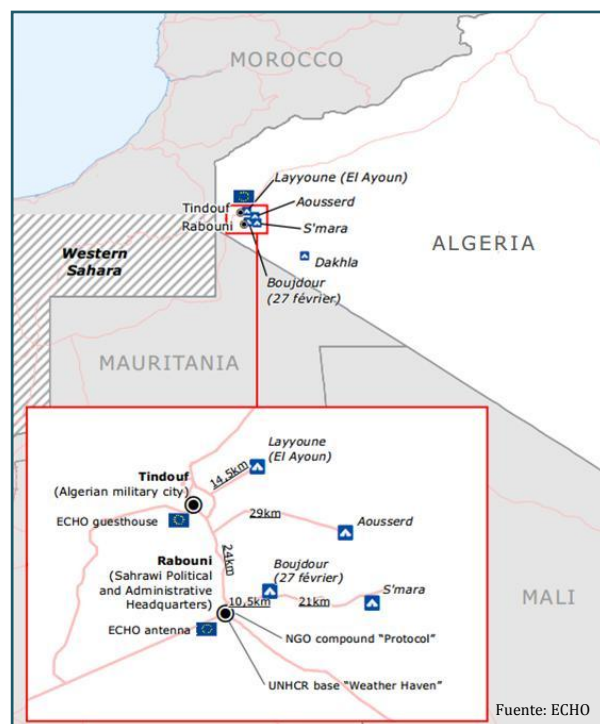 MOROCCO
Layyoune (El Ayoun)
Tindouf
Aousserd
Rabouni
S'mara
Western
Sahara
ALGERIA
Dakhla
Boujdour
(27 février)
MAURITANIA
Layyoune
(El Ayoun)
14,5km
Tindouf
(Algerian military city)
ECHO guesthouse
29km
Aousserd
24km
Rabouni
(Sahrawi Political
and Administrative
Headquarters)
Boujdour
(27 février)
S'mara
10,5km
21km
ECHO antenna
NGO compound “Protocol”
UNHCR base “Weather Haven”
MALI
Fuente: ECHO